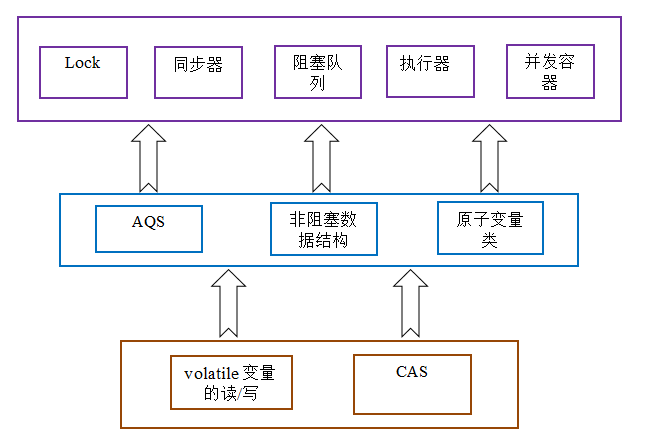 Lock
同步器
阻塞队
列
执行器
并发容
器
AQS
非阻塞数
据结构
原子变量
类
volatile 变量
的读/写
CAS